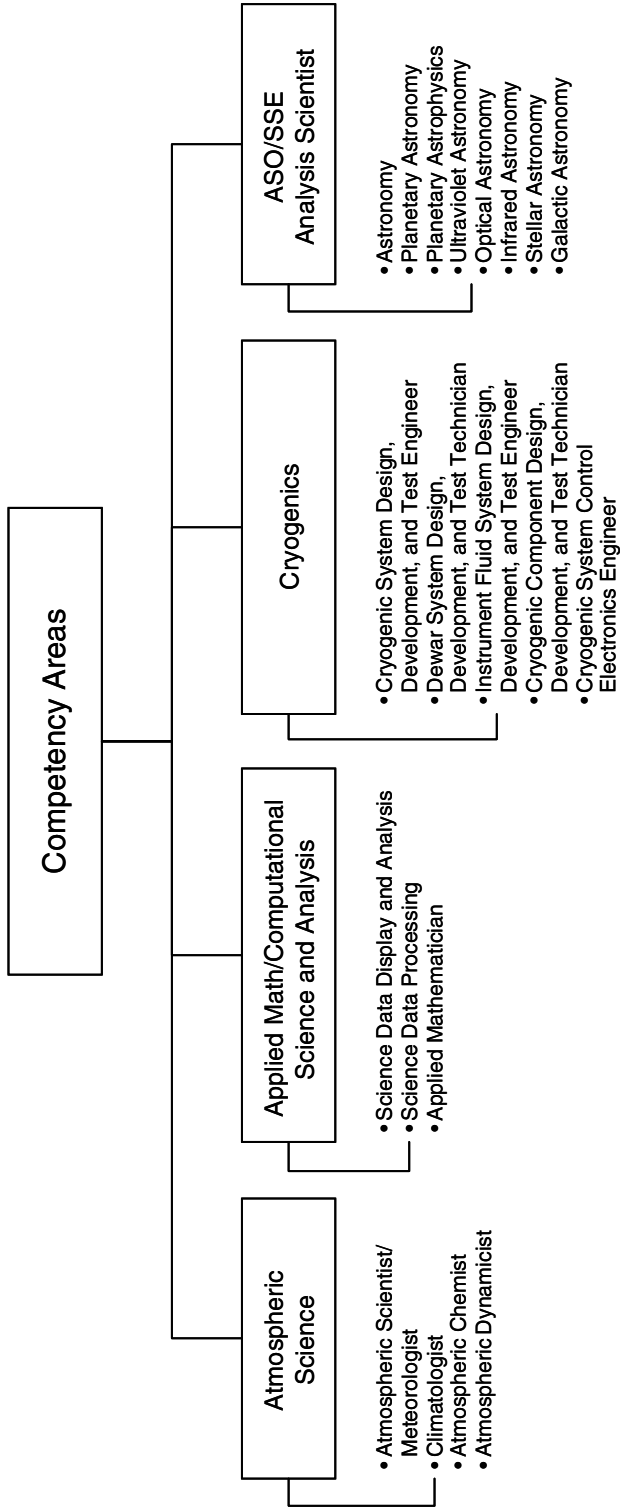 Competency Areas
Atmospheric
Science
• Atmospheric Scientist/
Meteorologist
• Climatologist
• Atmospheric Chemist
• Atmospheric Dynamicist
Applied Math/Computational
Science and Analysis
• Science Data Display and Analysis
• Science Data Processing
• Applied Mathematician
Cryogenics
• Cryogenic System Design,
Development, and Test Engineer
• Dewar System Design,
Development, and Test Technician
• Instrument Fluid System Design,
Development, and Test Engineer
• Cryogenic Component Design,
Development, and Test Technician
• Cryogenic System Control
Electronics Engineer
ASO/SSE
Analysis Scientist
• Astronomy
• Planetary Astronomy
• Planetary Astrophysics
• Ultraviolet Astronomy
• Optical Astronomy
• Infrared Astronomy
• Stellar Astronomy
• Galactic Astronomy